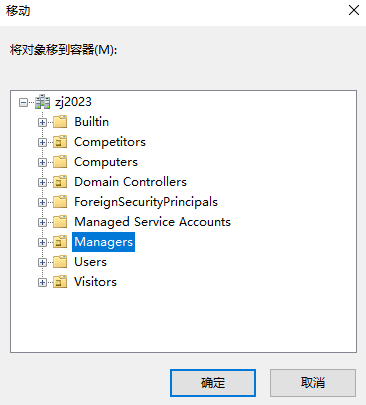 移动
将对象移到容器(M):
zj2023
Builtin
Competitors
Computers
Domain Controllers
ForeignSecurityPrincipals
Managed Service Accounts
Managers
Users
Visitors
确定
取消